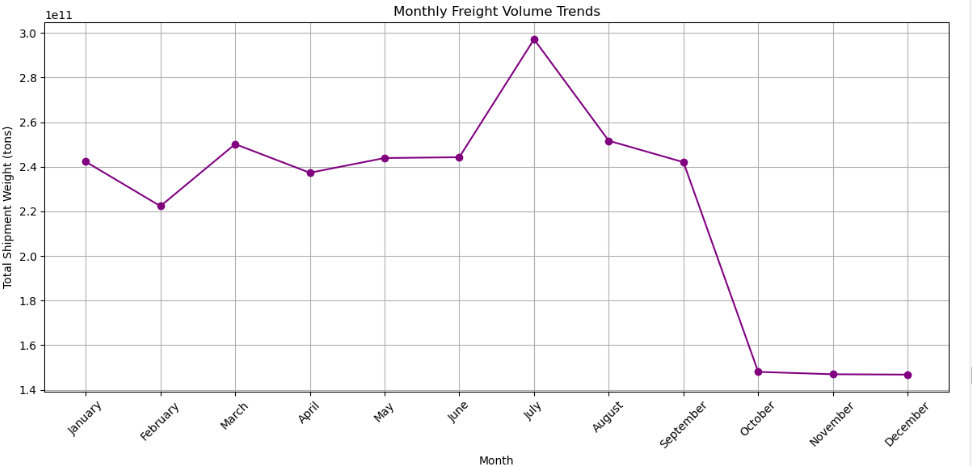 Monthly Freight Volume Trends
1e11
3.0
2.8
2.6
2.4
2.2
2.0
1.8
1.6
1.4
Total Shipment Weight (tons)
January
February
March
April
May
June
July
August
September
October
November
December
Month